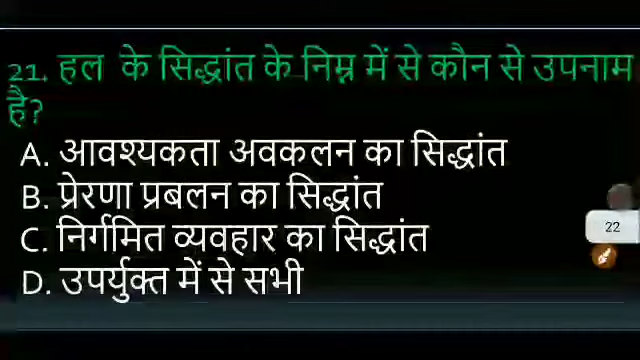 21. हल के सिद्धांत के निम्न में से कौन से उपनाम
है?
A. आवश्यकता अवकलन का सिद्धांत
B. प्रेरणा प्रबलन का सिद्धांत
C. निर्गमित व्यवहार का सिद्धांत
D. उपर्युक्त में से सभी
22